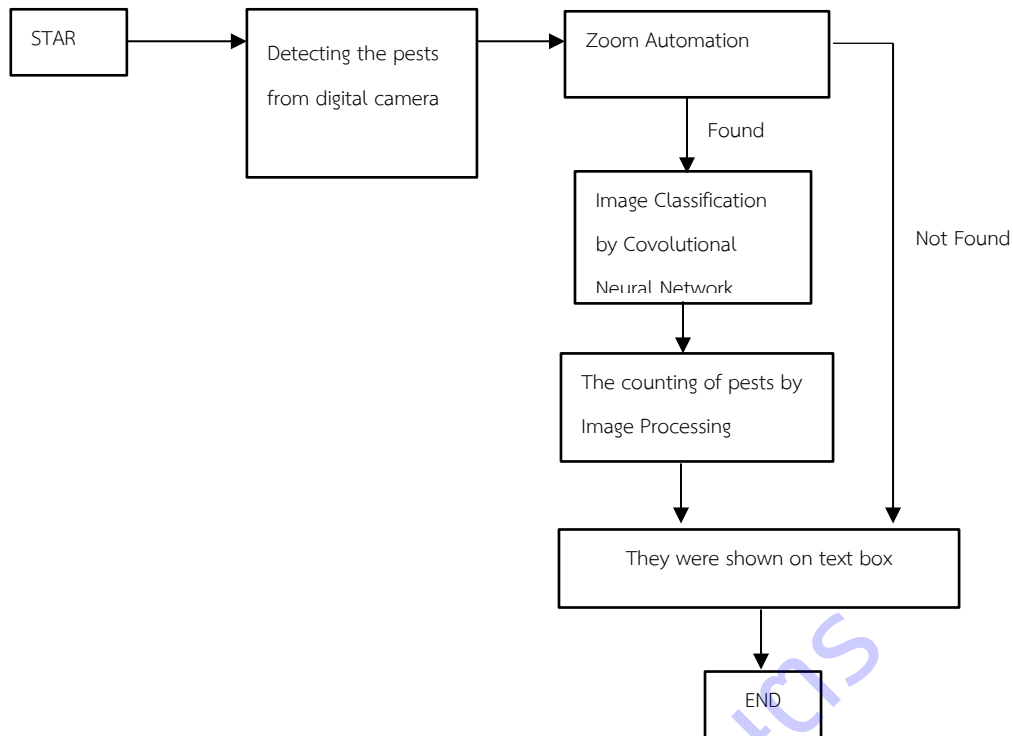 STAR
Detecting the pests
from digital camera
Zoom Automation
Found
Image Classification
by Covolutional
Neural Network
Not Found
The counting of pests by
Image Processing
They were shown on text box
END